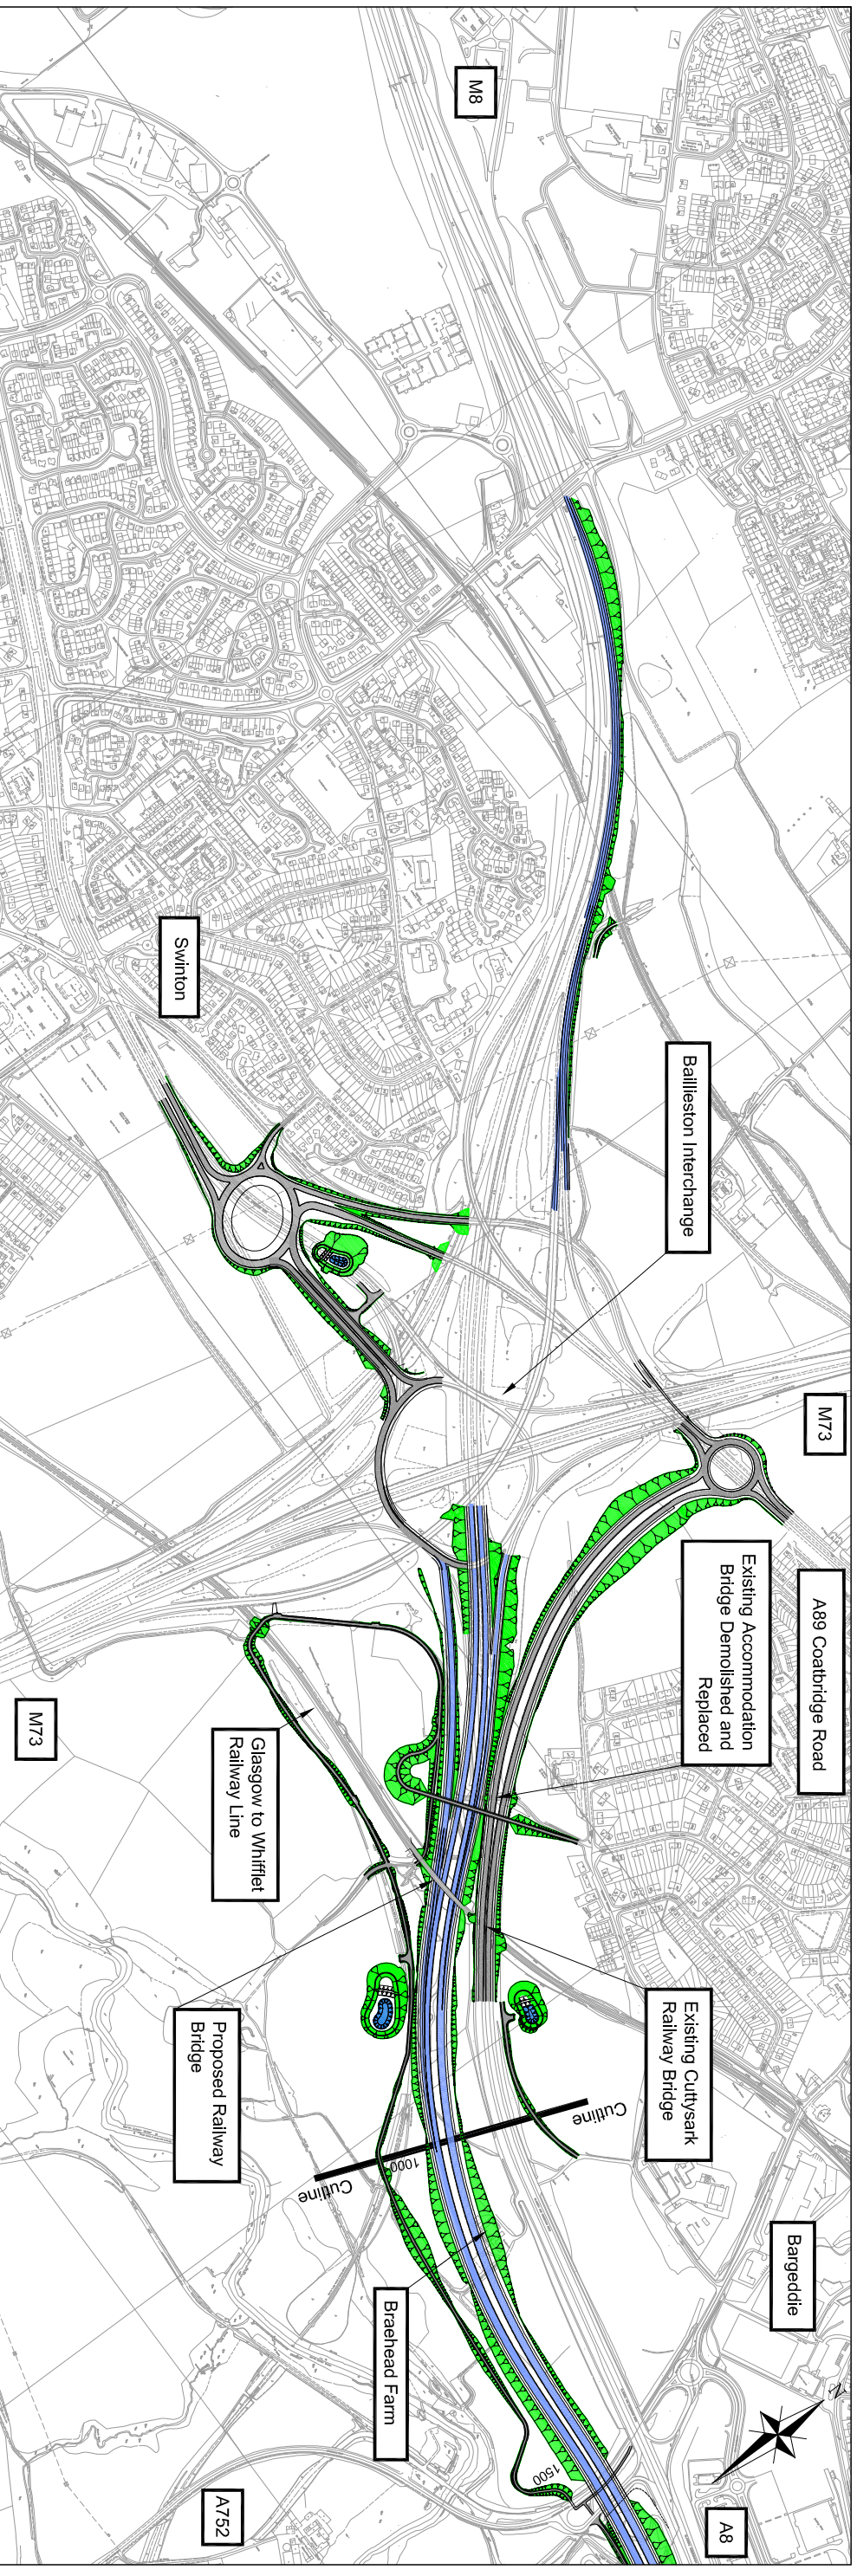 M8
Swinton
Baillieston Interchange
M73
A89 Coatbridge Road
Existing Accommodation
Bridge Demolished and
Replaced
M73
Glasgow to Whifflet
Railway Line
Existing Cuttysark
Railway Bridge
Proposed Railway
Bridge
Cutline
1000
Cutline
Bargeddie
Braehead Farm
N
1500
A752
A8